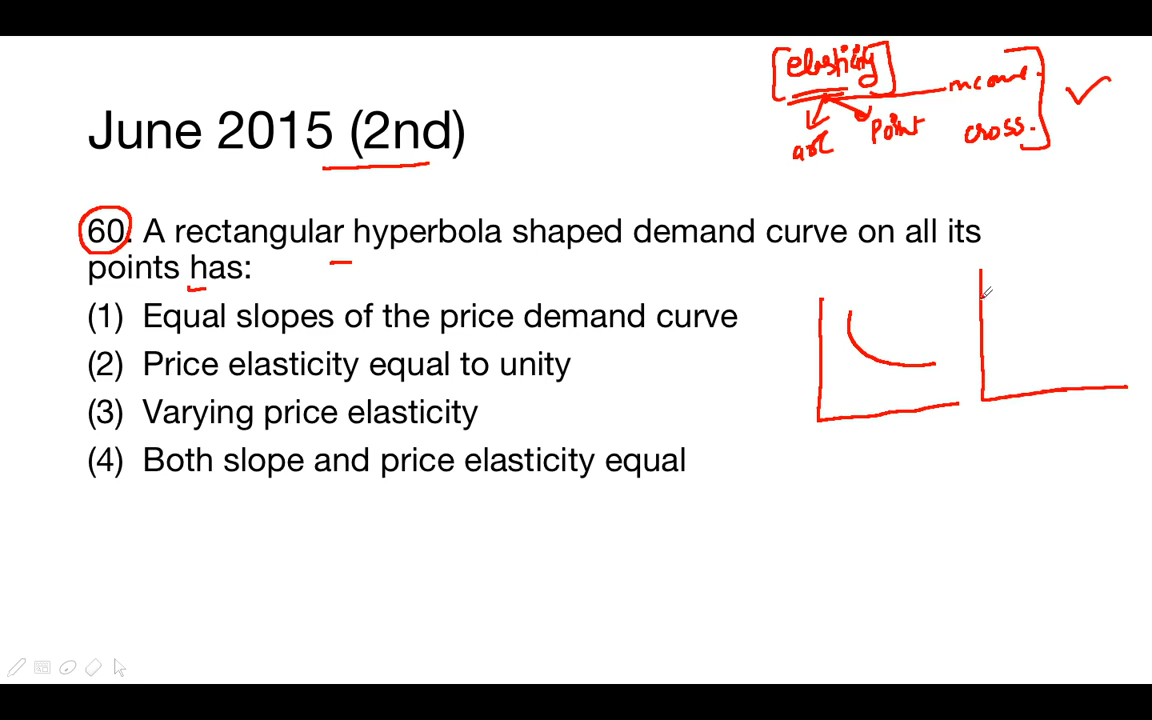 [elasticity]
income.
June 2015 (2nd)
arc
Point
cross.
60. A rectangular hyperbola shaped demand curve on all its
points has:
(1) Equal slopes of the price demand curve
(2) Price elasticity equal to unity
(3) Varying price elasticity
(4) Both slope and price elasticity equal